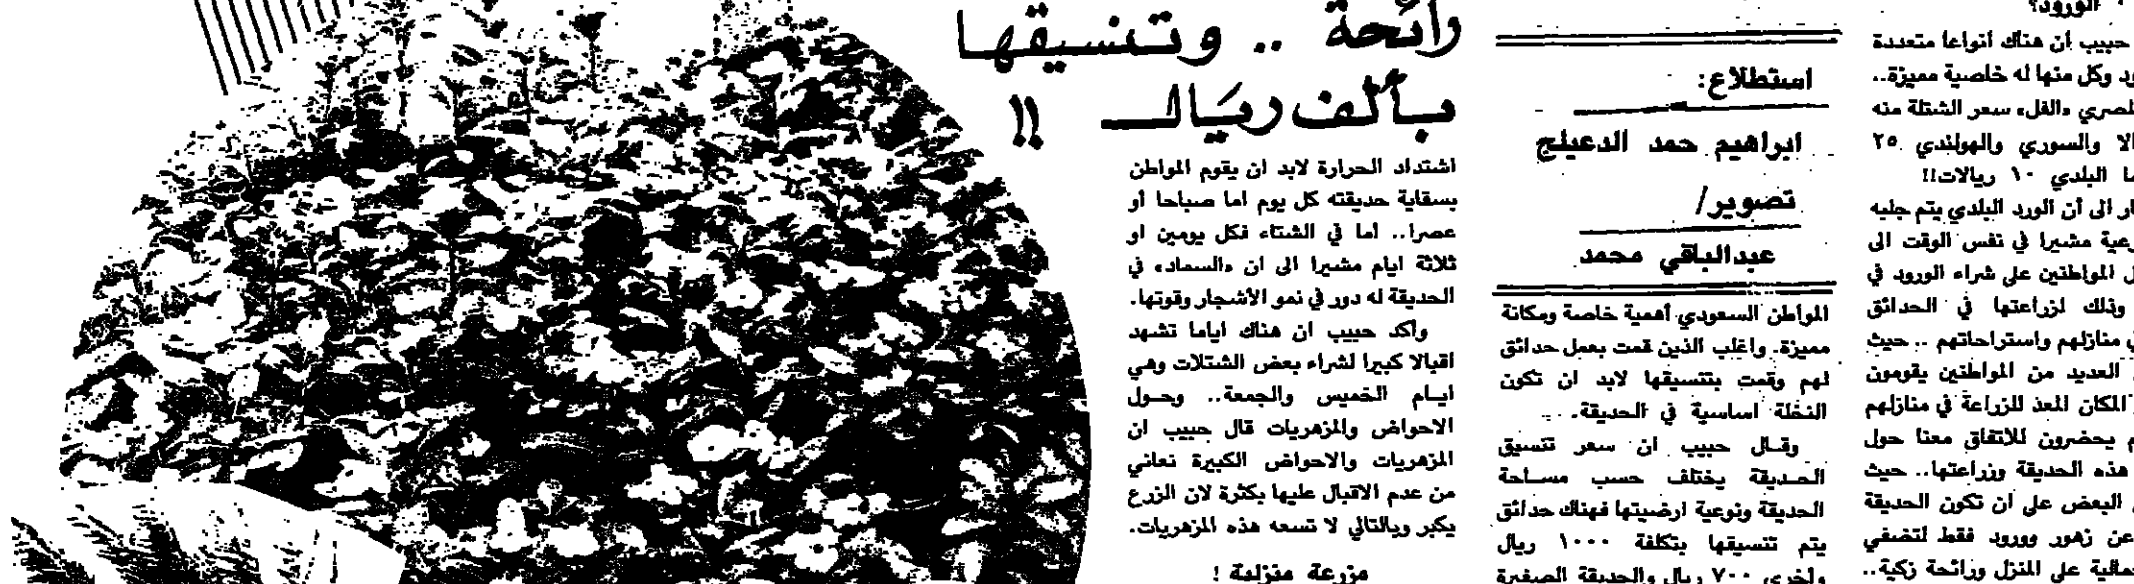 رائحة .. وتنسيقها
بألف ريال !!
الورود؟
حبيب أن هناك أنواعا متعددة
وكل منها له خاصية مميزة..
«الفل» سعر الشتلة منه
والسوري والهولندي ٢٥
البلدي ١٠ ريالات!!
الى أن الورد البلدي يتم جلبه
مشيرا في نفس الوقت الى
المواطنين على شراء الورود في
وذلك لزراعتها في الحدائق
منازلهم واستراحاتهم .. حيث
العديد من المواطنين يقومون
المكان المعد للزراعة في منازلهم
يحضرون للاتفاق معنا حول
هذه الحديقة وزراعتها.. حيث
البعض على ان تكون الحديقة
عن زهور وورود فقط لتضفي
على المنزل ورائحة زكية..
استطلاع:
ابراهيم حمد الدعيلج
تصوير/
عبدالباقي محمد
المواطن السعودي أهمية خاصة ومكانة
مميزة. واغلب الذين قمت بعمل حدائق
لهم وقمت بتنسيقها لابد ان تكون
النخلة اساسية في الحديقة.
وقال حبيب ان سعر تنسيق
الحديقة يختلف حسب مساحة
الحديقة ونوعية ارضيتها فهناك حدائق
يتم تنسيقها بتكلفة ١٠٠٠ ريال
وأخرى ٧٠٠ ريال والحديقة الصغيرة
اشتداد الحرارة لابد ان يقوم المواطن
بسقاية حديقته كل يوم اما صباحا أو
عصرا.. أما في الشتاء فكل يومين او
ثلاثة ايام مشيرا الى ان «السماد» في
الحديقة له دور في نمو الأشجار وقوتها.
واكد حبيب ان هناك اياما تشهد
اقبالا كبيرا لشراء بعض الشتلات وهي
ايام الخميس والجمعة.. وحول
الاحواض والمزهريات قال حبيب ان
المزهريات والاحواض الكبيرة نعاني
من عدم الاقبال عليها بكثرة لان الزرع
يكبر وبالتالي لا تسعه هذه المزهريات.
مزرعة منزلية !